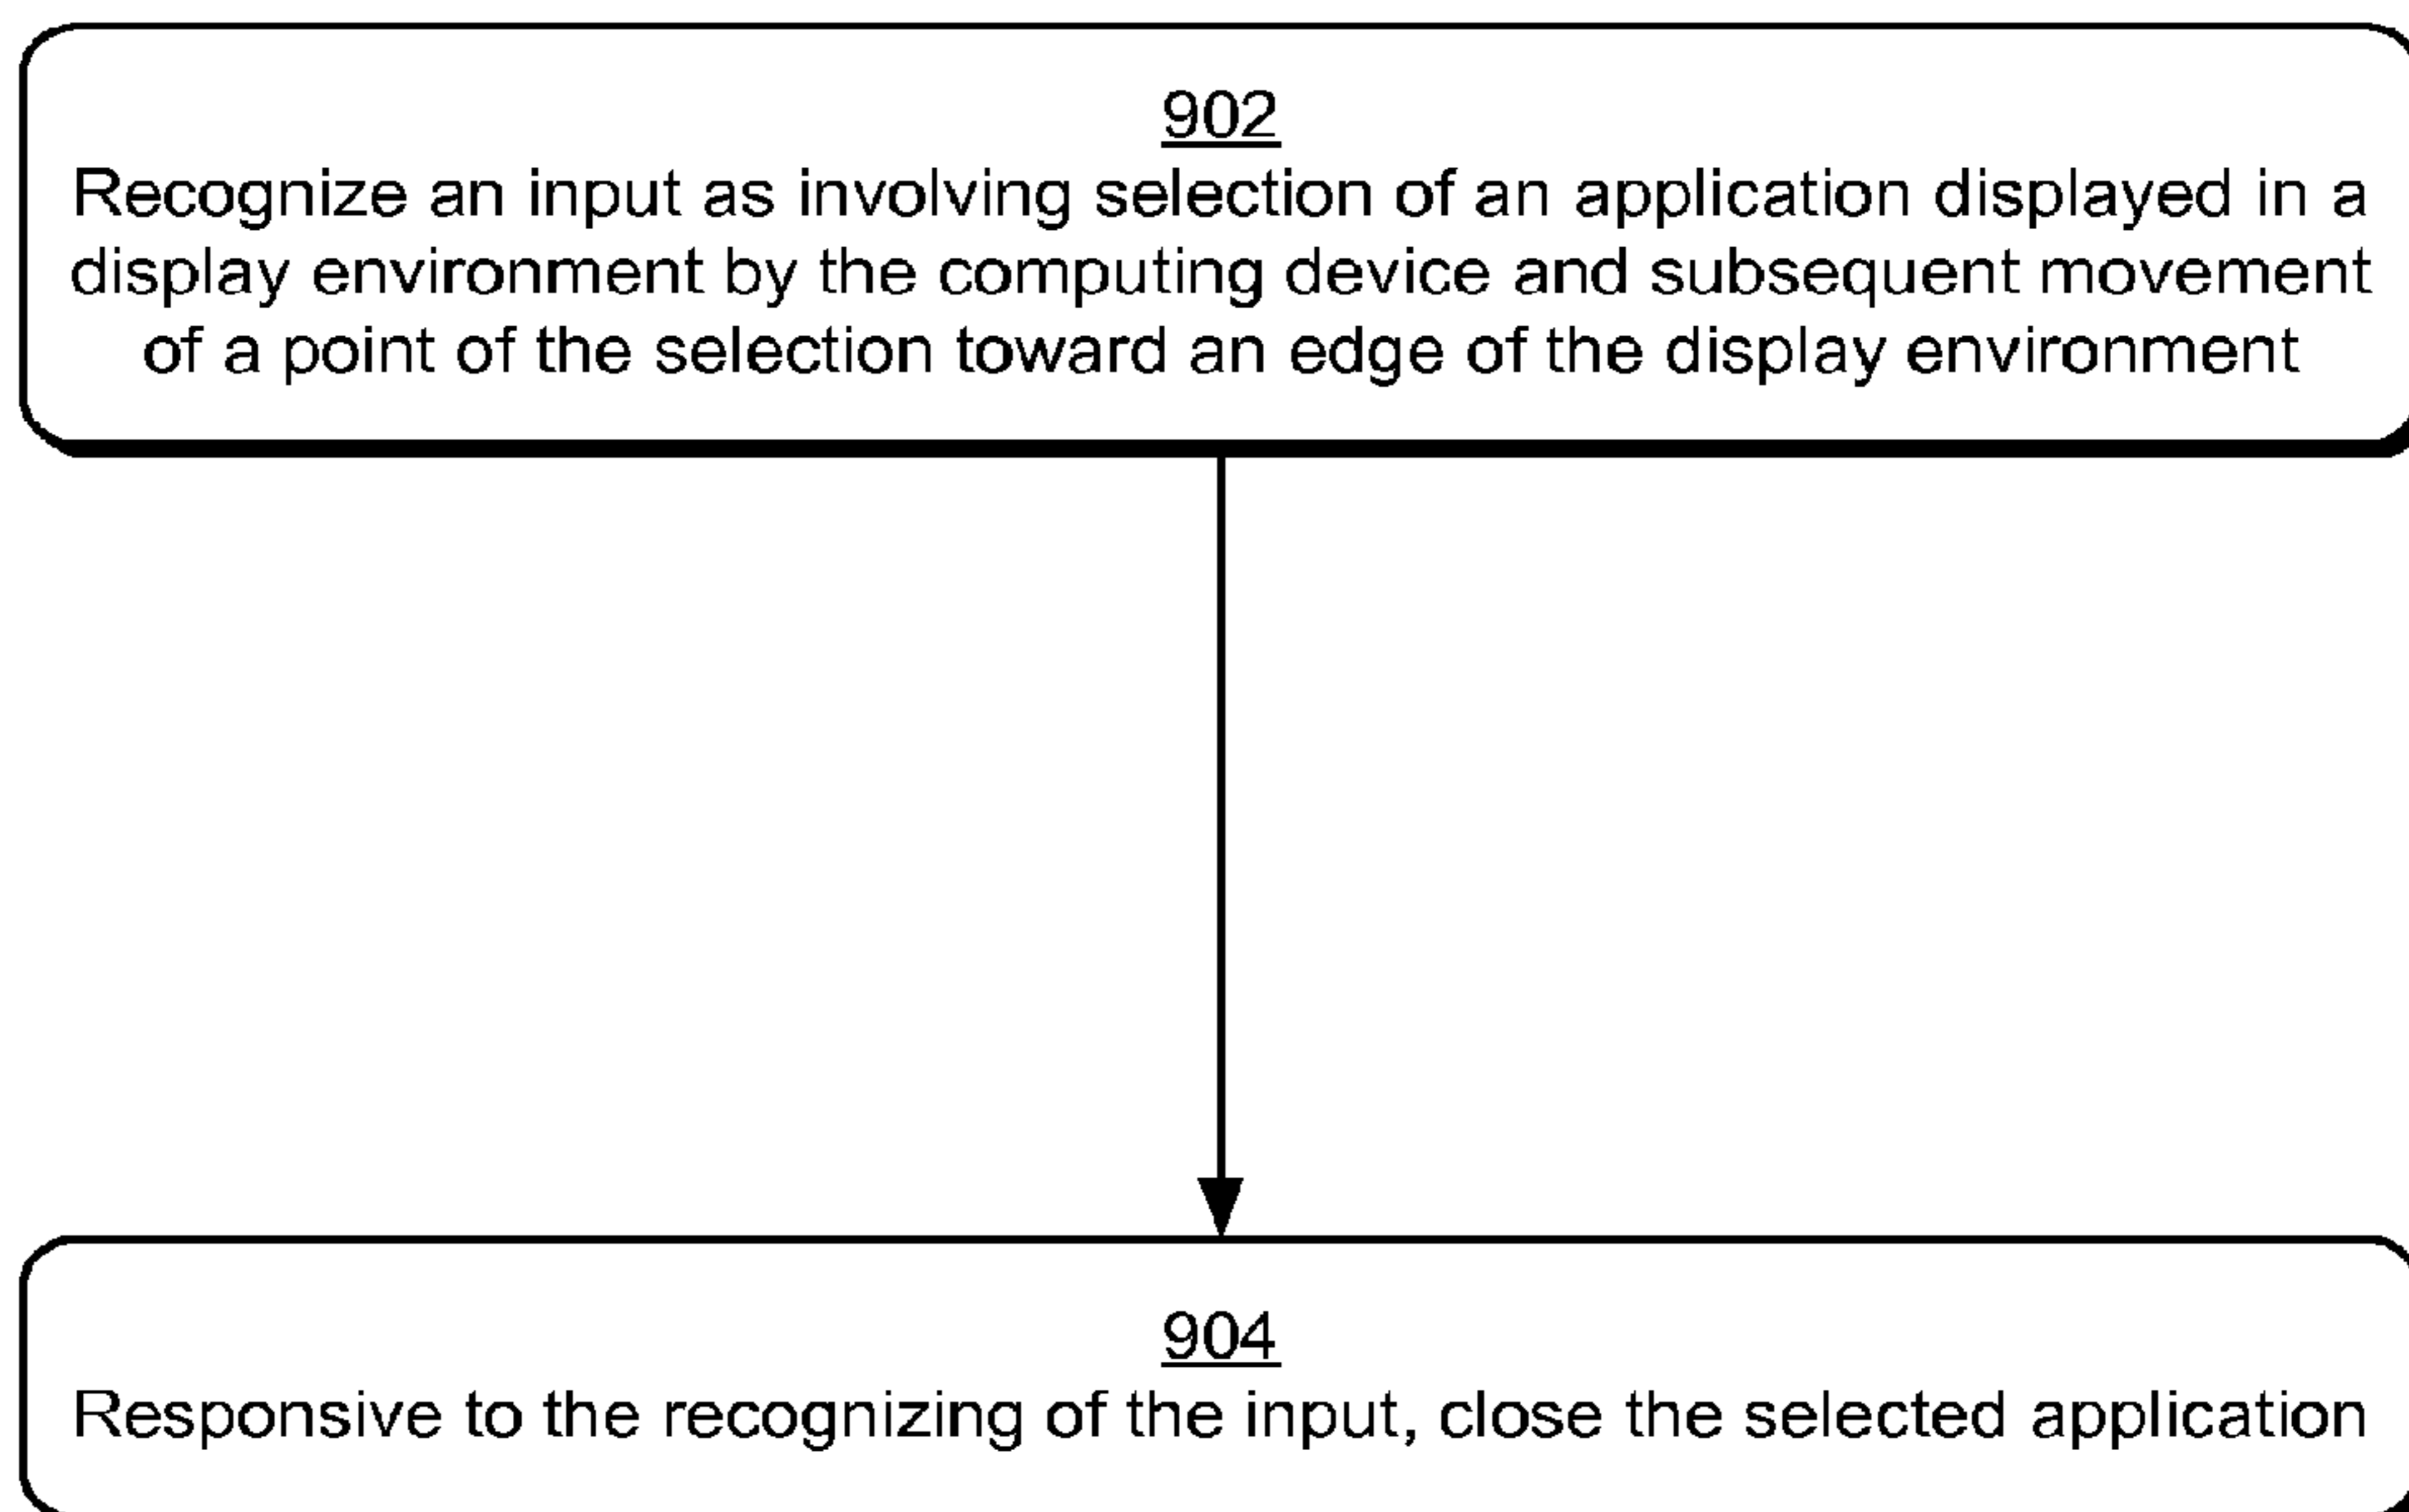 902
Recognize an input as involving selection of an application displayed in a
display environment by the computing device and subsequent movement
of a point of the selection toward an edge of the display environment
904
Responsive to the recognizing of the input, close the selected application